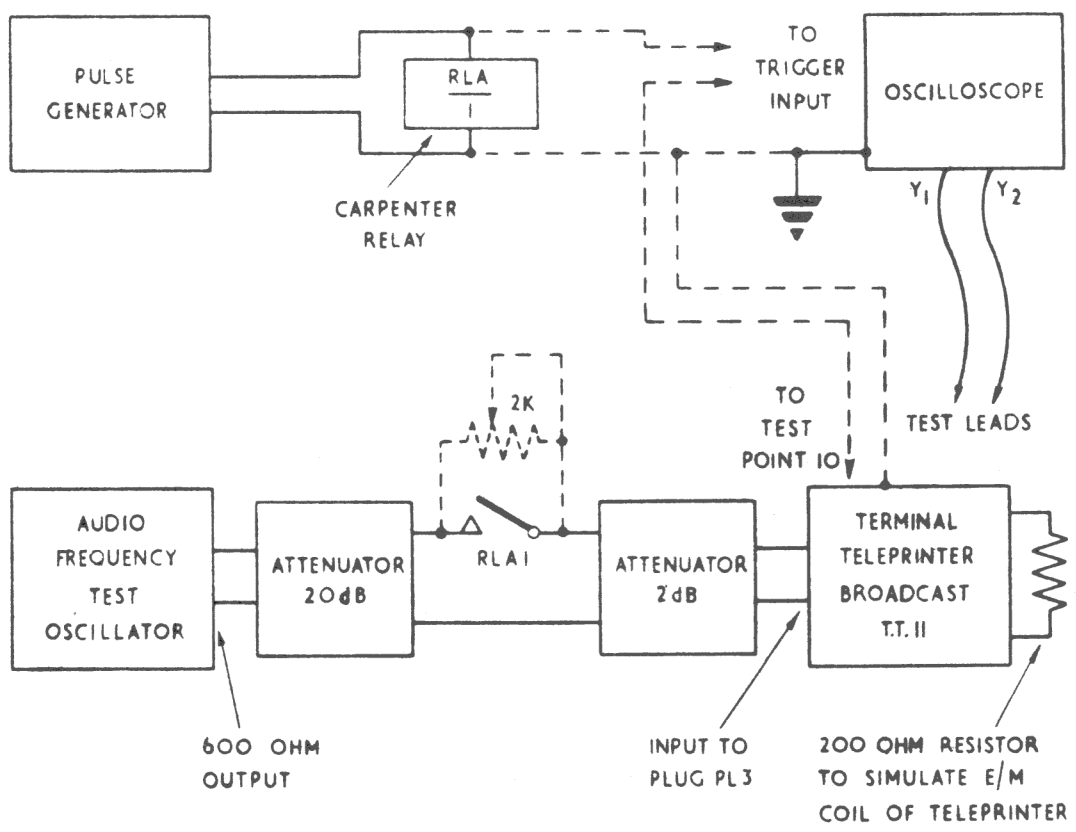 PULSE
GENERATOR
RLA
CARPENTER
RELAY
TO
TRIGGER
INPUT
OSCILLOSCOPE
Y1
Y2
TEST LEADS
2K
TO
TEST
POINT 10
AUDIO
FREQUENCY
TEST
OSCILLATOR
ATTENUATOR
20dB
RLA1
ATTENUATOR
2dB
TERMINAL
TELEPRINTER
BROADCAST
T.T. 11
600 OHM
OUTPUT
INPUT TO
PLUG PL3
200 OHM RESISTOR
TO SIMULATE E/M
COIL OF TELEPRINTER